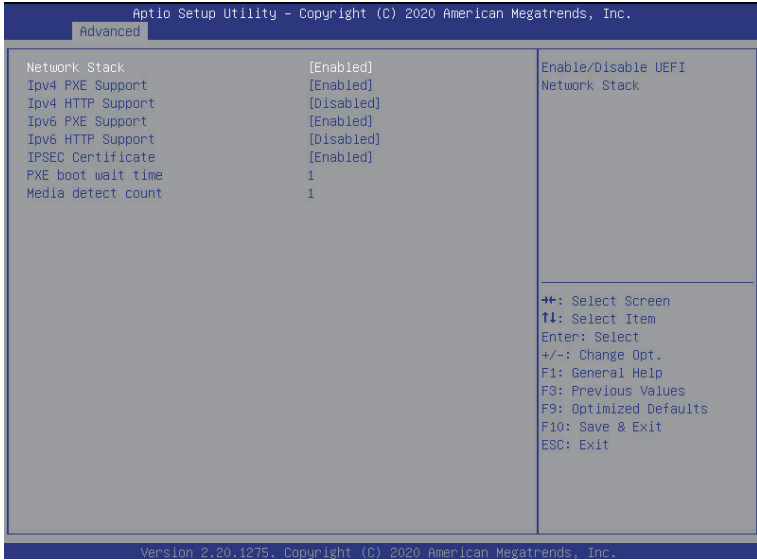 Aptio Setup Utility – Copyright (C) 2020 American Megatrends, Inc.
Advanced
Network Stack [Enabled]
Ipv4 PXE Support [Enabled]
Ipv4 HTTP Support [Disabled]
Ipv6 PXE Support [Enabled]
Ipv6 HTTP Support [Disabled]
IPSEC Certificate [Enabled]
PXE boot wait time 1
Media detect count 1
Enable/Disable UEFI
Network Stack
→←: Select Screen
↑↓: Select Item
Enter: Select
+/-: Change Opt.
F1: General Help
F3: Previous Values
F9: Optimized Defaults
F10: Save & Exit
ESC: Exit
Version 2.20.1275. Copyright (C) 2020 American Megatrends, Inc.